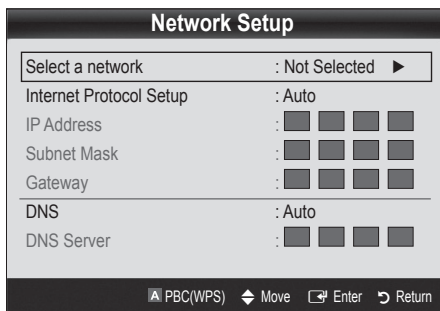 Network Setup
Select a network : Not Selected ►
Internet Protocol Setup : Auto
IP Address :
Subnet Mask :
Gateway :
DNS : Auto
DNS Server :
A PBC(WPS) Move Enter Return